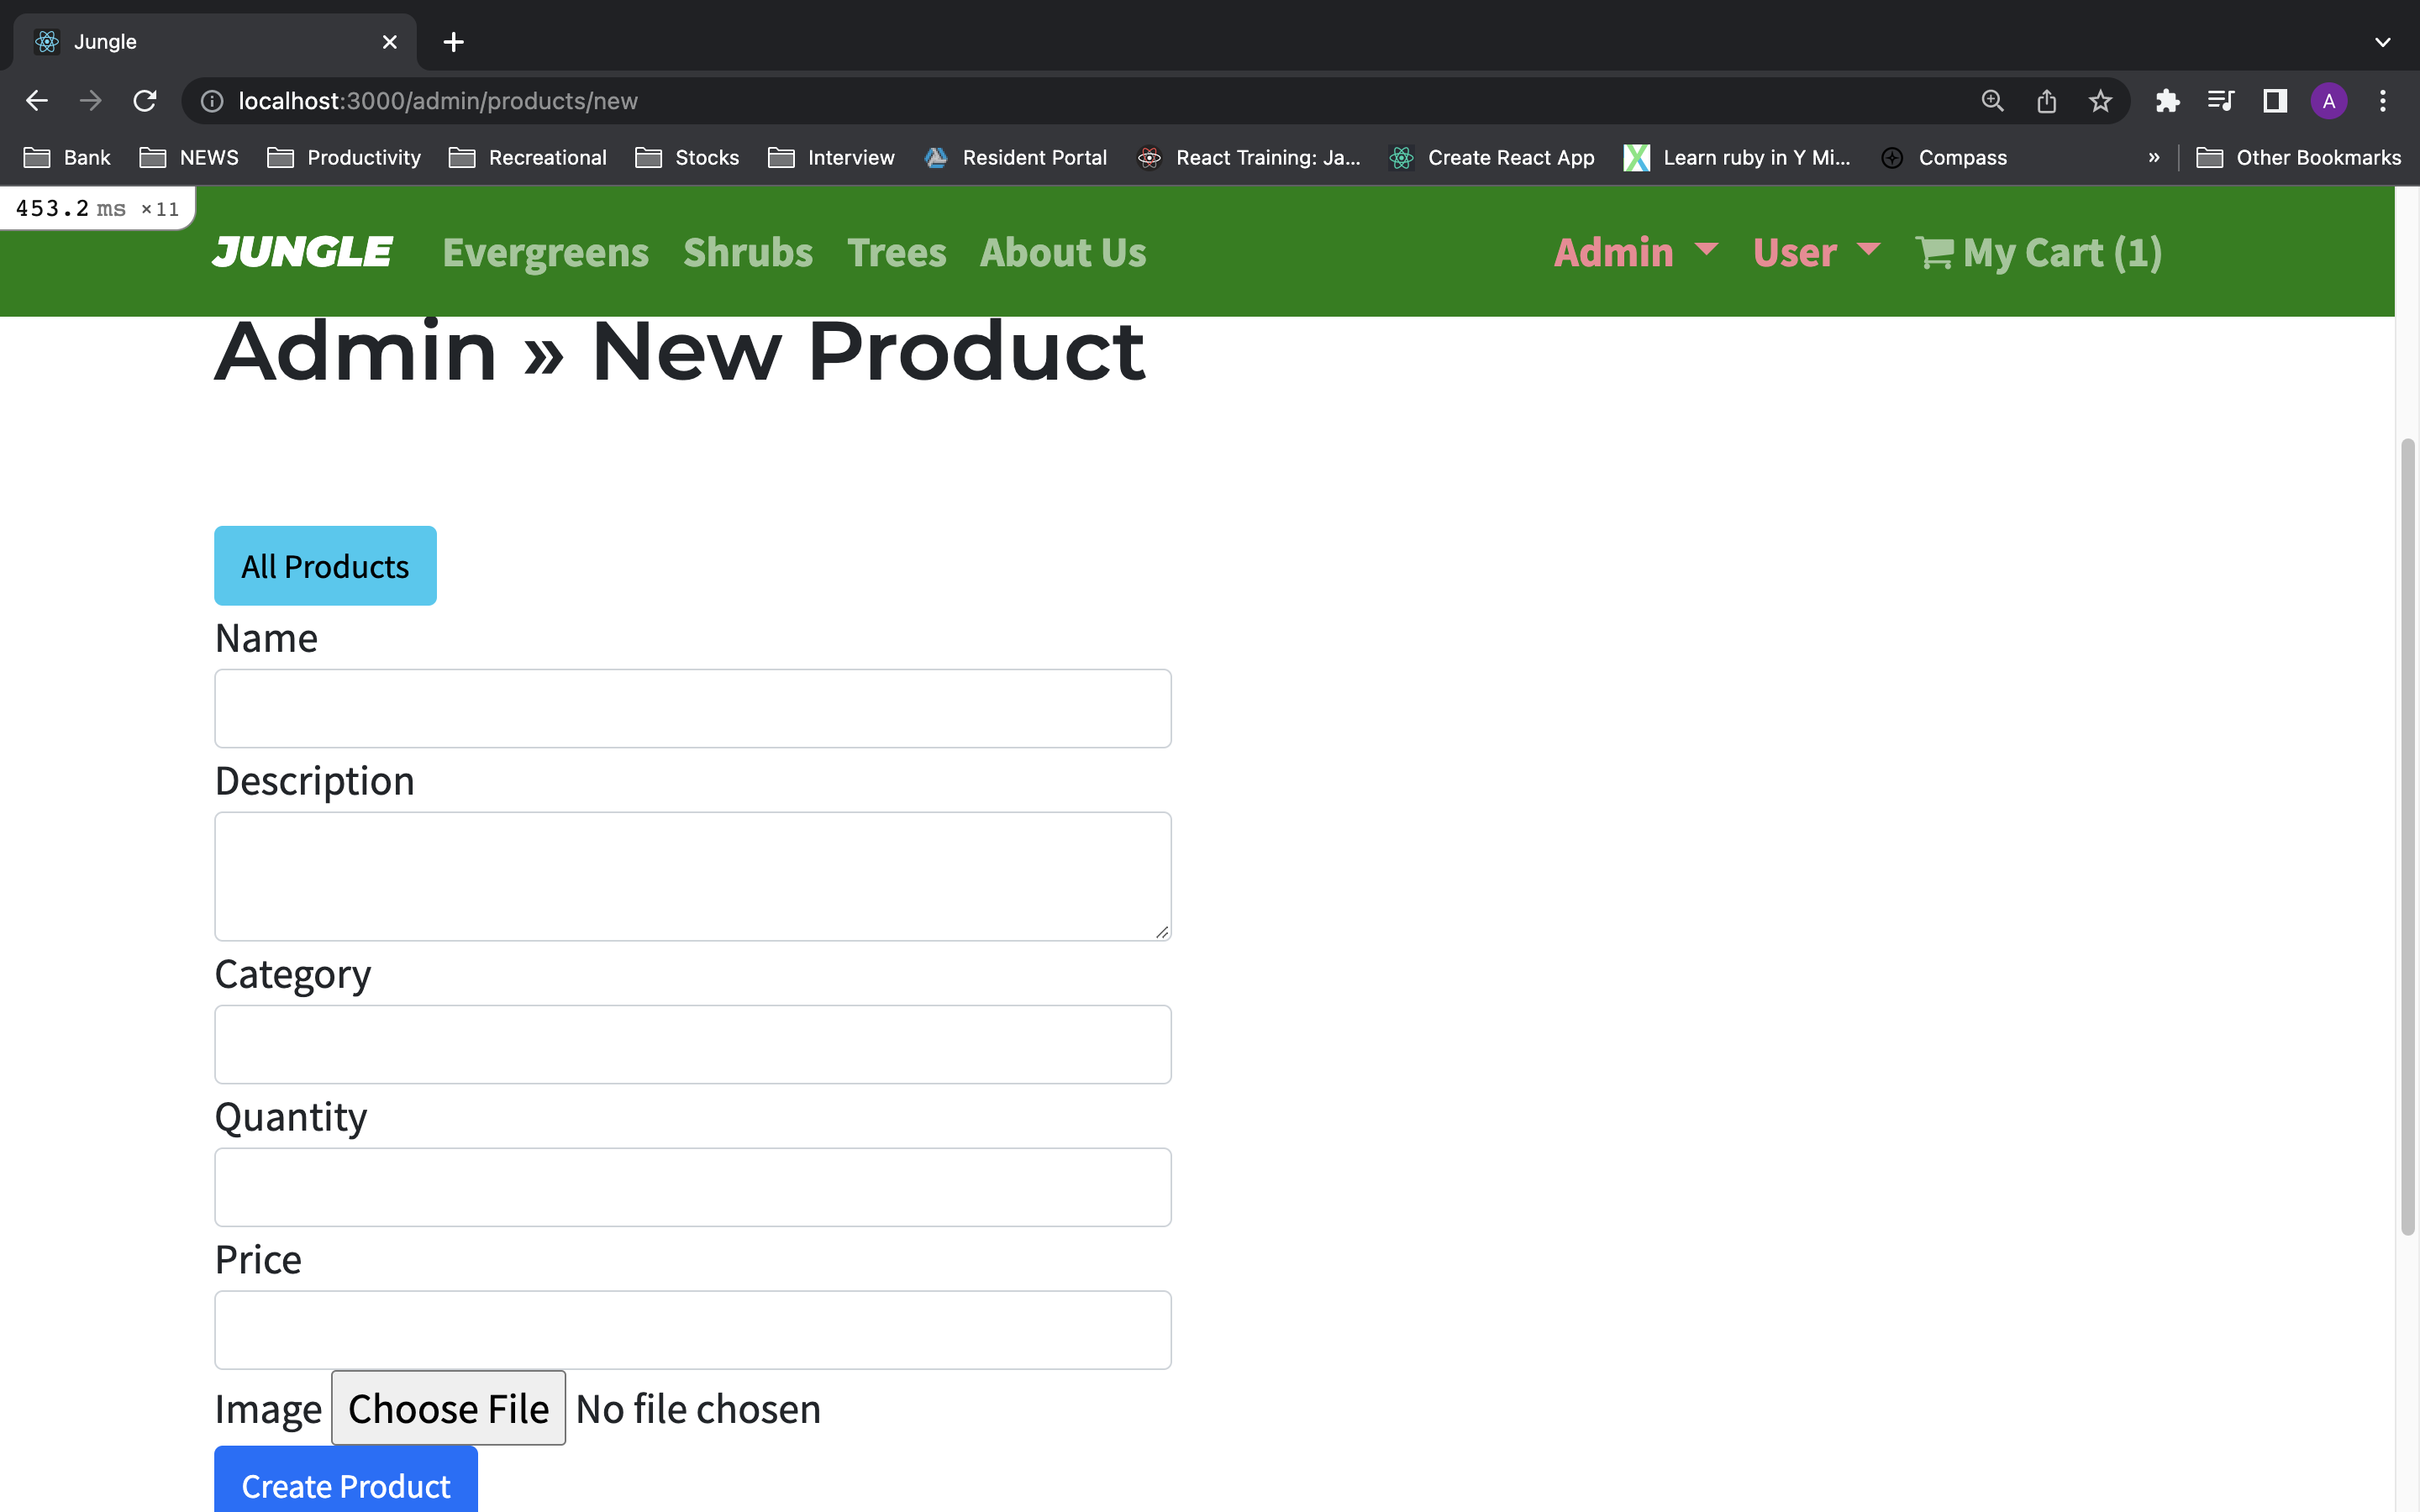 Jungle
localhost:3000/admin/products/new
A
Bank NEWS Productivity Recreational Stocks Interview Resident Portal React Training: Ja... Create React App Learn ruby in Y Mi... Compass » Other Bookmarks
453.2 ms ×11
JUNGLE Evergreens Shrubs Trees About Us Admin User My Cart (1)
Admin » New Product
All Products
Name
Description
Category
Quantity
Price
Image Choose File No file chosen
Create Product